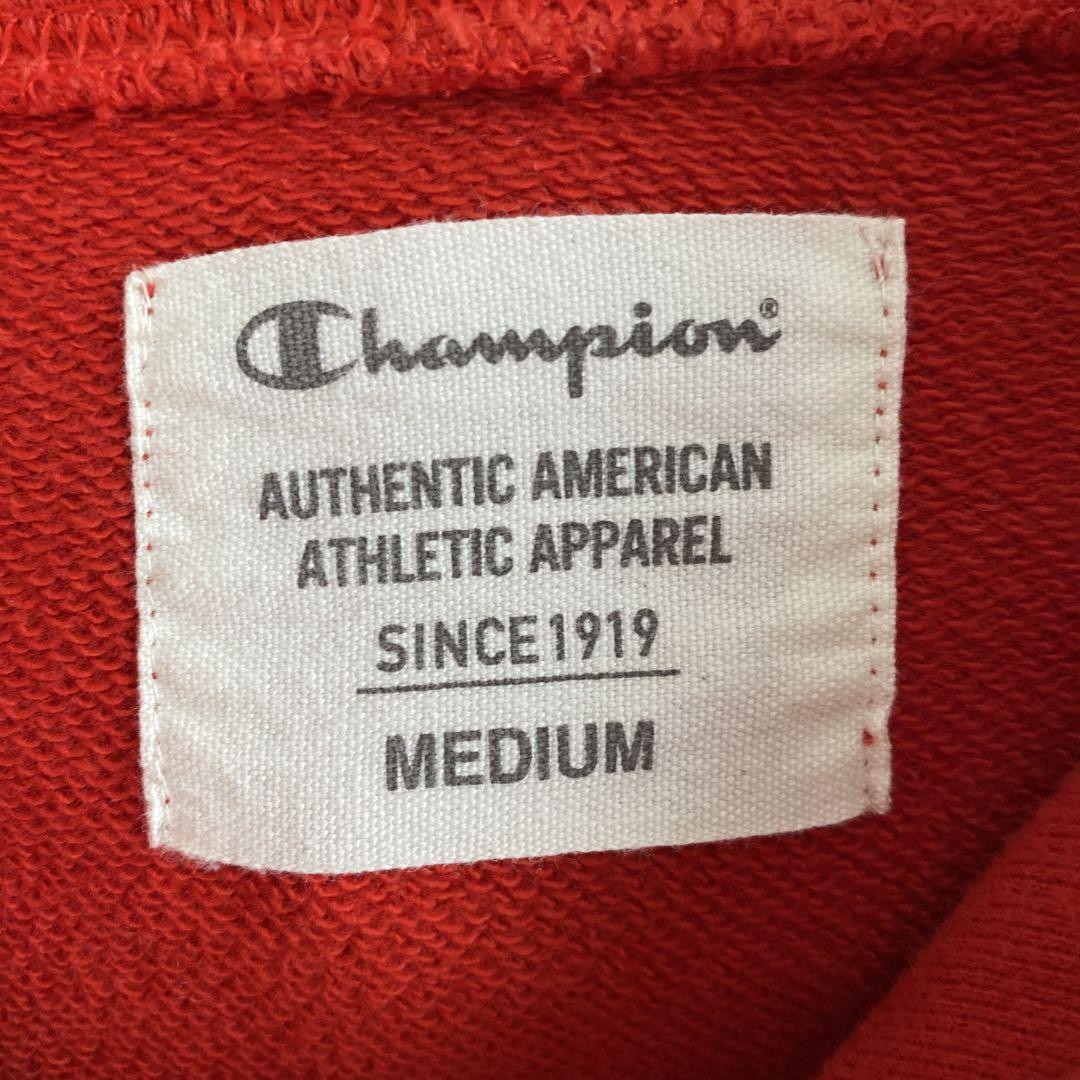 Champion®
AUTHENTIC AMERICAN
ATHLETIC APPAREL
SINCE 1919
MEDIUM